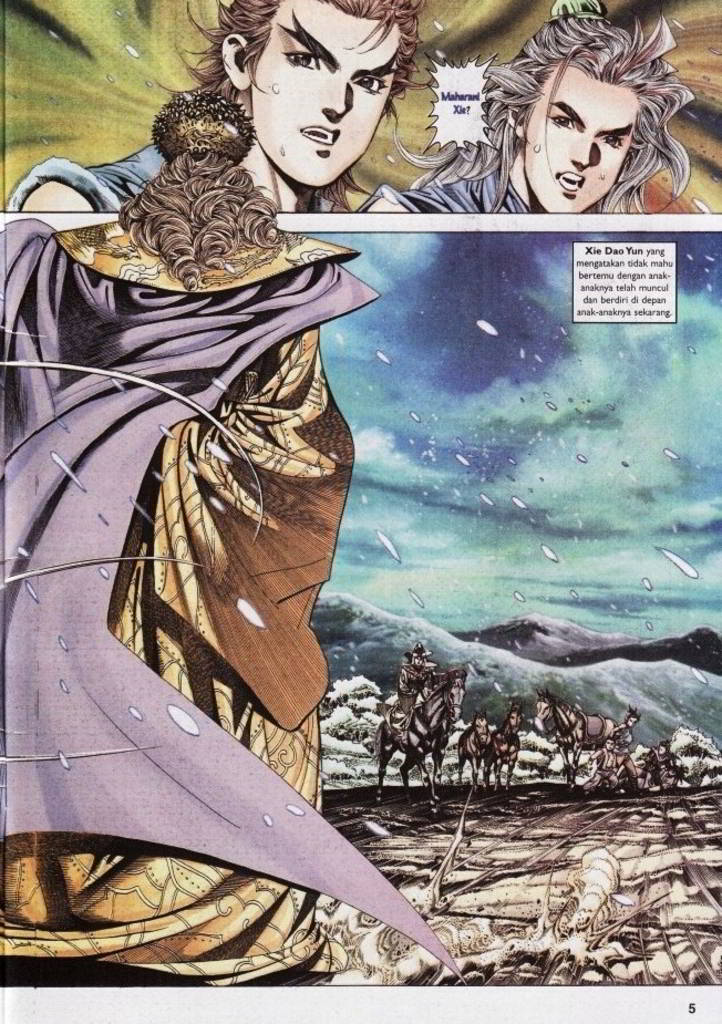 Maharani
Xie?
Xie Dao Yun yang
mengatakan tidak mahu
bertemu dengan anak-
anaknya telah muncul
dan berdiri di depan
anak-anaknya sekarang.
5